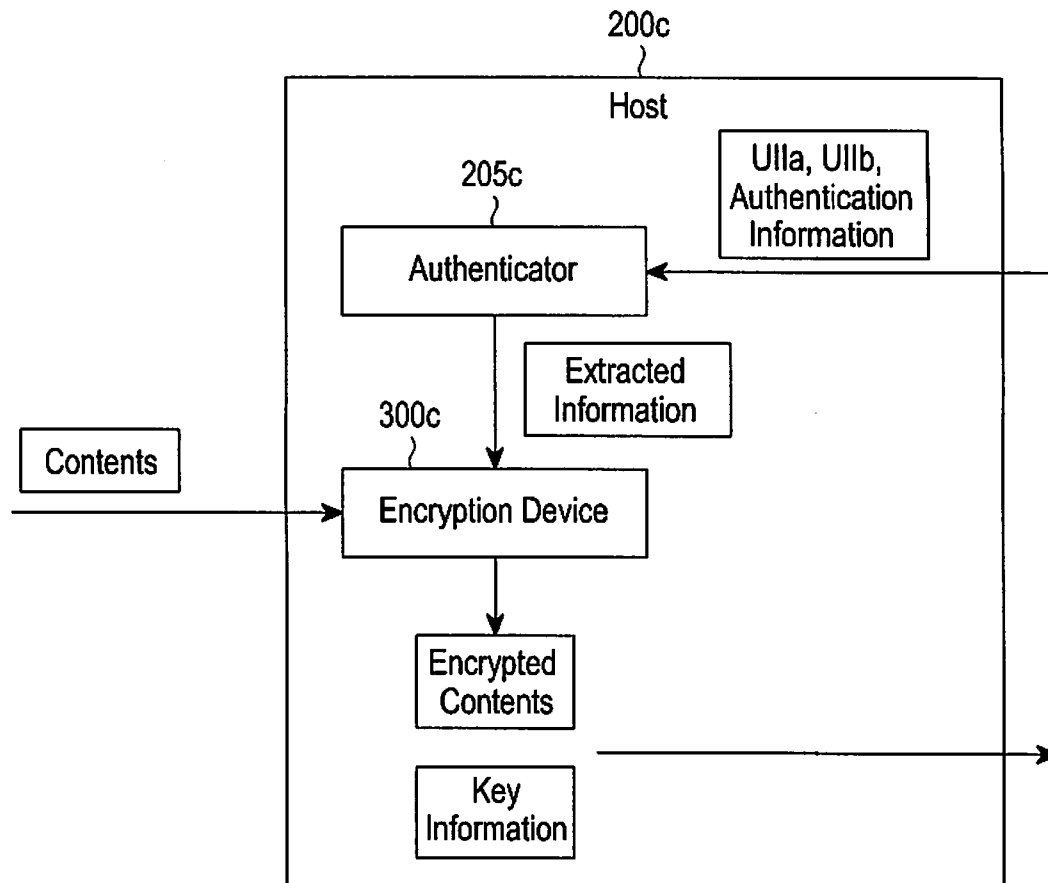 200c
Host
UIIa, UIIb,
Authentication
Information
205c
Authenticator
Extracted
Information
300c
Contents
Encryption Device
Encrypted
Contents
Key
Information